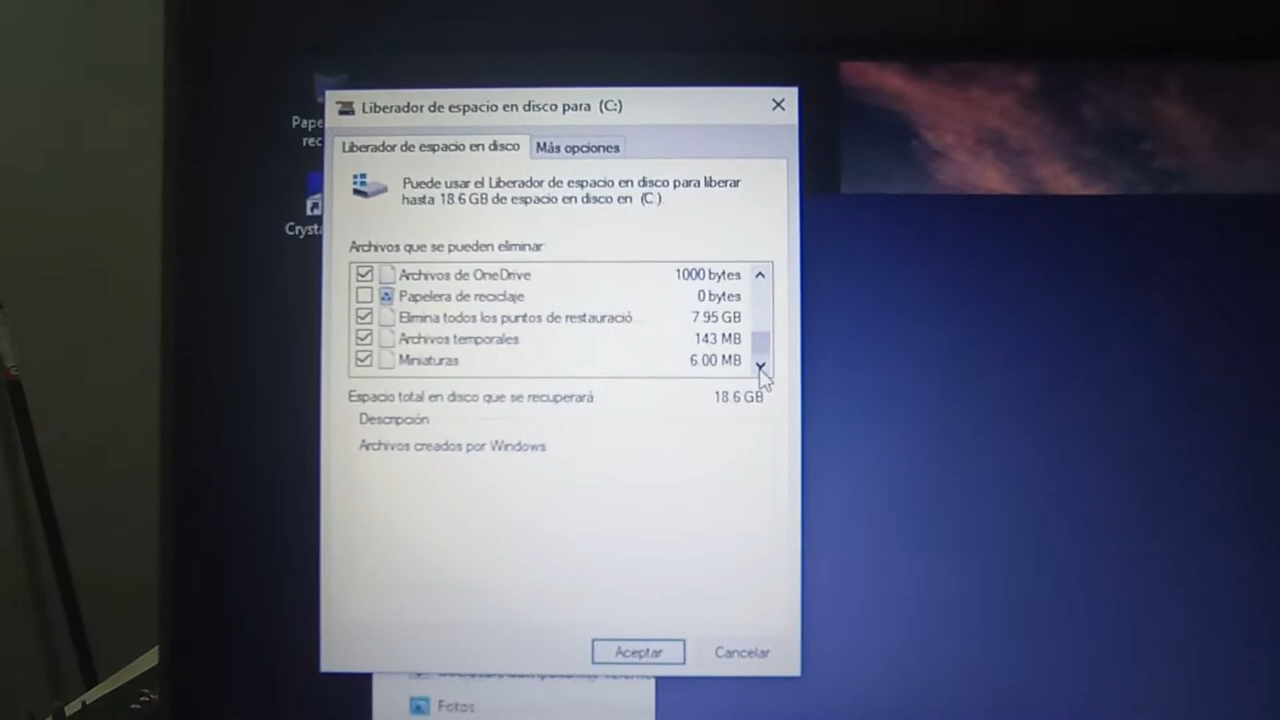 Liberador de espacio en disco para (C:)
Liberador de espacio en disco
Más opciones
Puede usar el Liberador de espacio en disco para liberar
hasta 18.6 GB de espacio en disco en (C:)
Archivos que se pueden eliminar
Archivos de OneDrive 1000 bytes
Papelera de reciclaje 0 bytes
Elimina todos los puntos de restauració... 7.95 GB
Archivos temporales 143 MB
Miniaturas 6.00 MB
Espacio total en disco que se recuperará 18.6 GB
Descripción
Archivos creados por Windows
Aceptar
Cancelar
Pape
rec
Cryst
Fotos